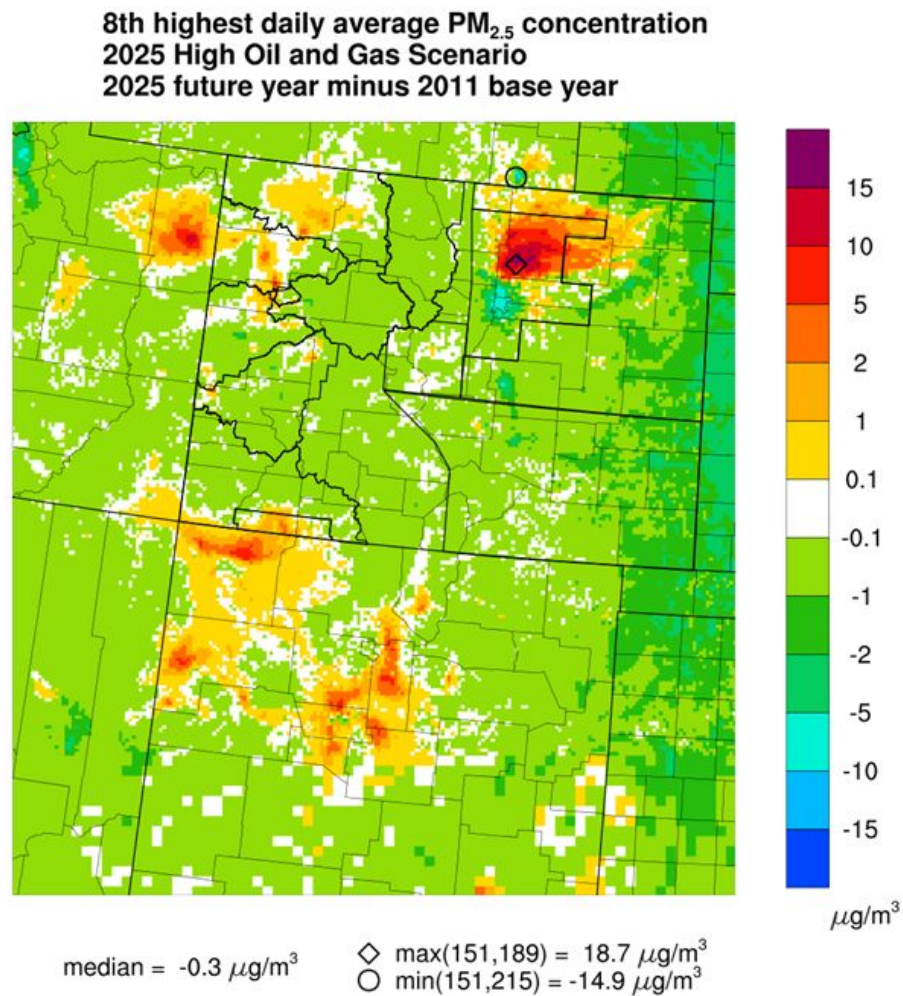 8th highest daily average PM2.5 concentration
2025 High Oil and Gas Scenario
2025 future year minus 2011 base year
15
10
5
2
1
0.1
-0.1
-1
-2
-5
-10
-15
μg/m³
median = -0.3 μg/m³
◇ max(151,189) = 18.7 μg/m³
○ min(151,215) = -14.9 μg/m³